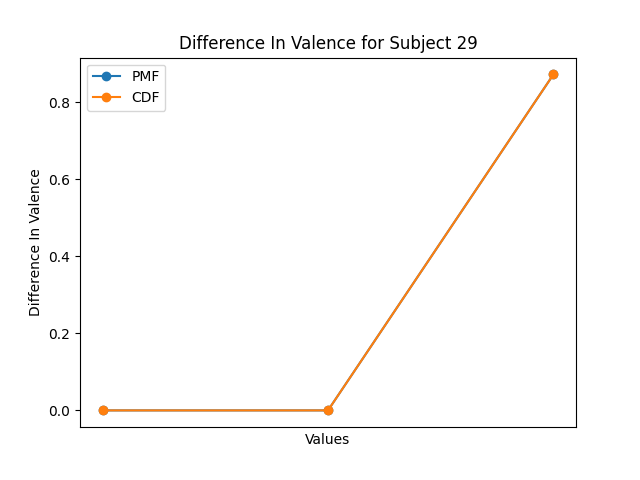 Difference In Valence for Subject 29
PMF
CDF
0.8
0.6
0.4
0.2
0.0
Difference In Valence
Values